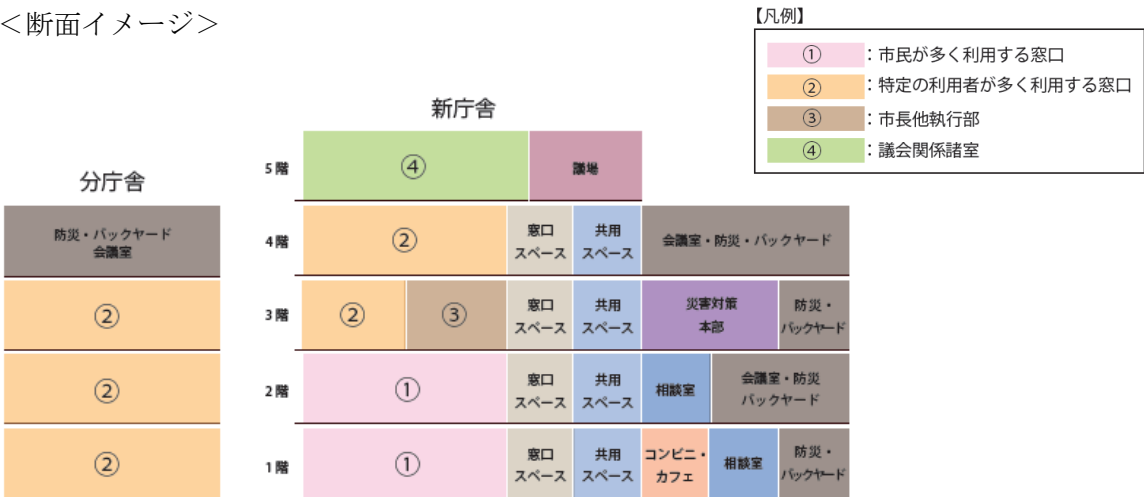 ＜断面イメージ＞
【凡例】
①
：市民が多く利用する窓口
②
：特定の利用者が多く利用する窓口
③
：市長他執行部
④
：議会関係諸室
新庁舎
分庁舎
5階
④
議場
防災・バックヤード
会議室
4階
②
窓口
スペース
共用
スペース
会議室・防災・バックヤード
②
3階
②
③
窓口
スペース
共用
スペース
災害対策
本部
防災・
バックヤード
②
2階
①
窓口
スペース
共用
スペース
相談室
会議室・防災
バックヤード
②
1階
①
窓口
スペース
共用
スペース
コンビニ・
カフェ
相談室
防災・
バックヤード